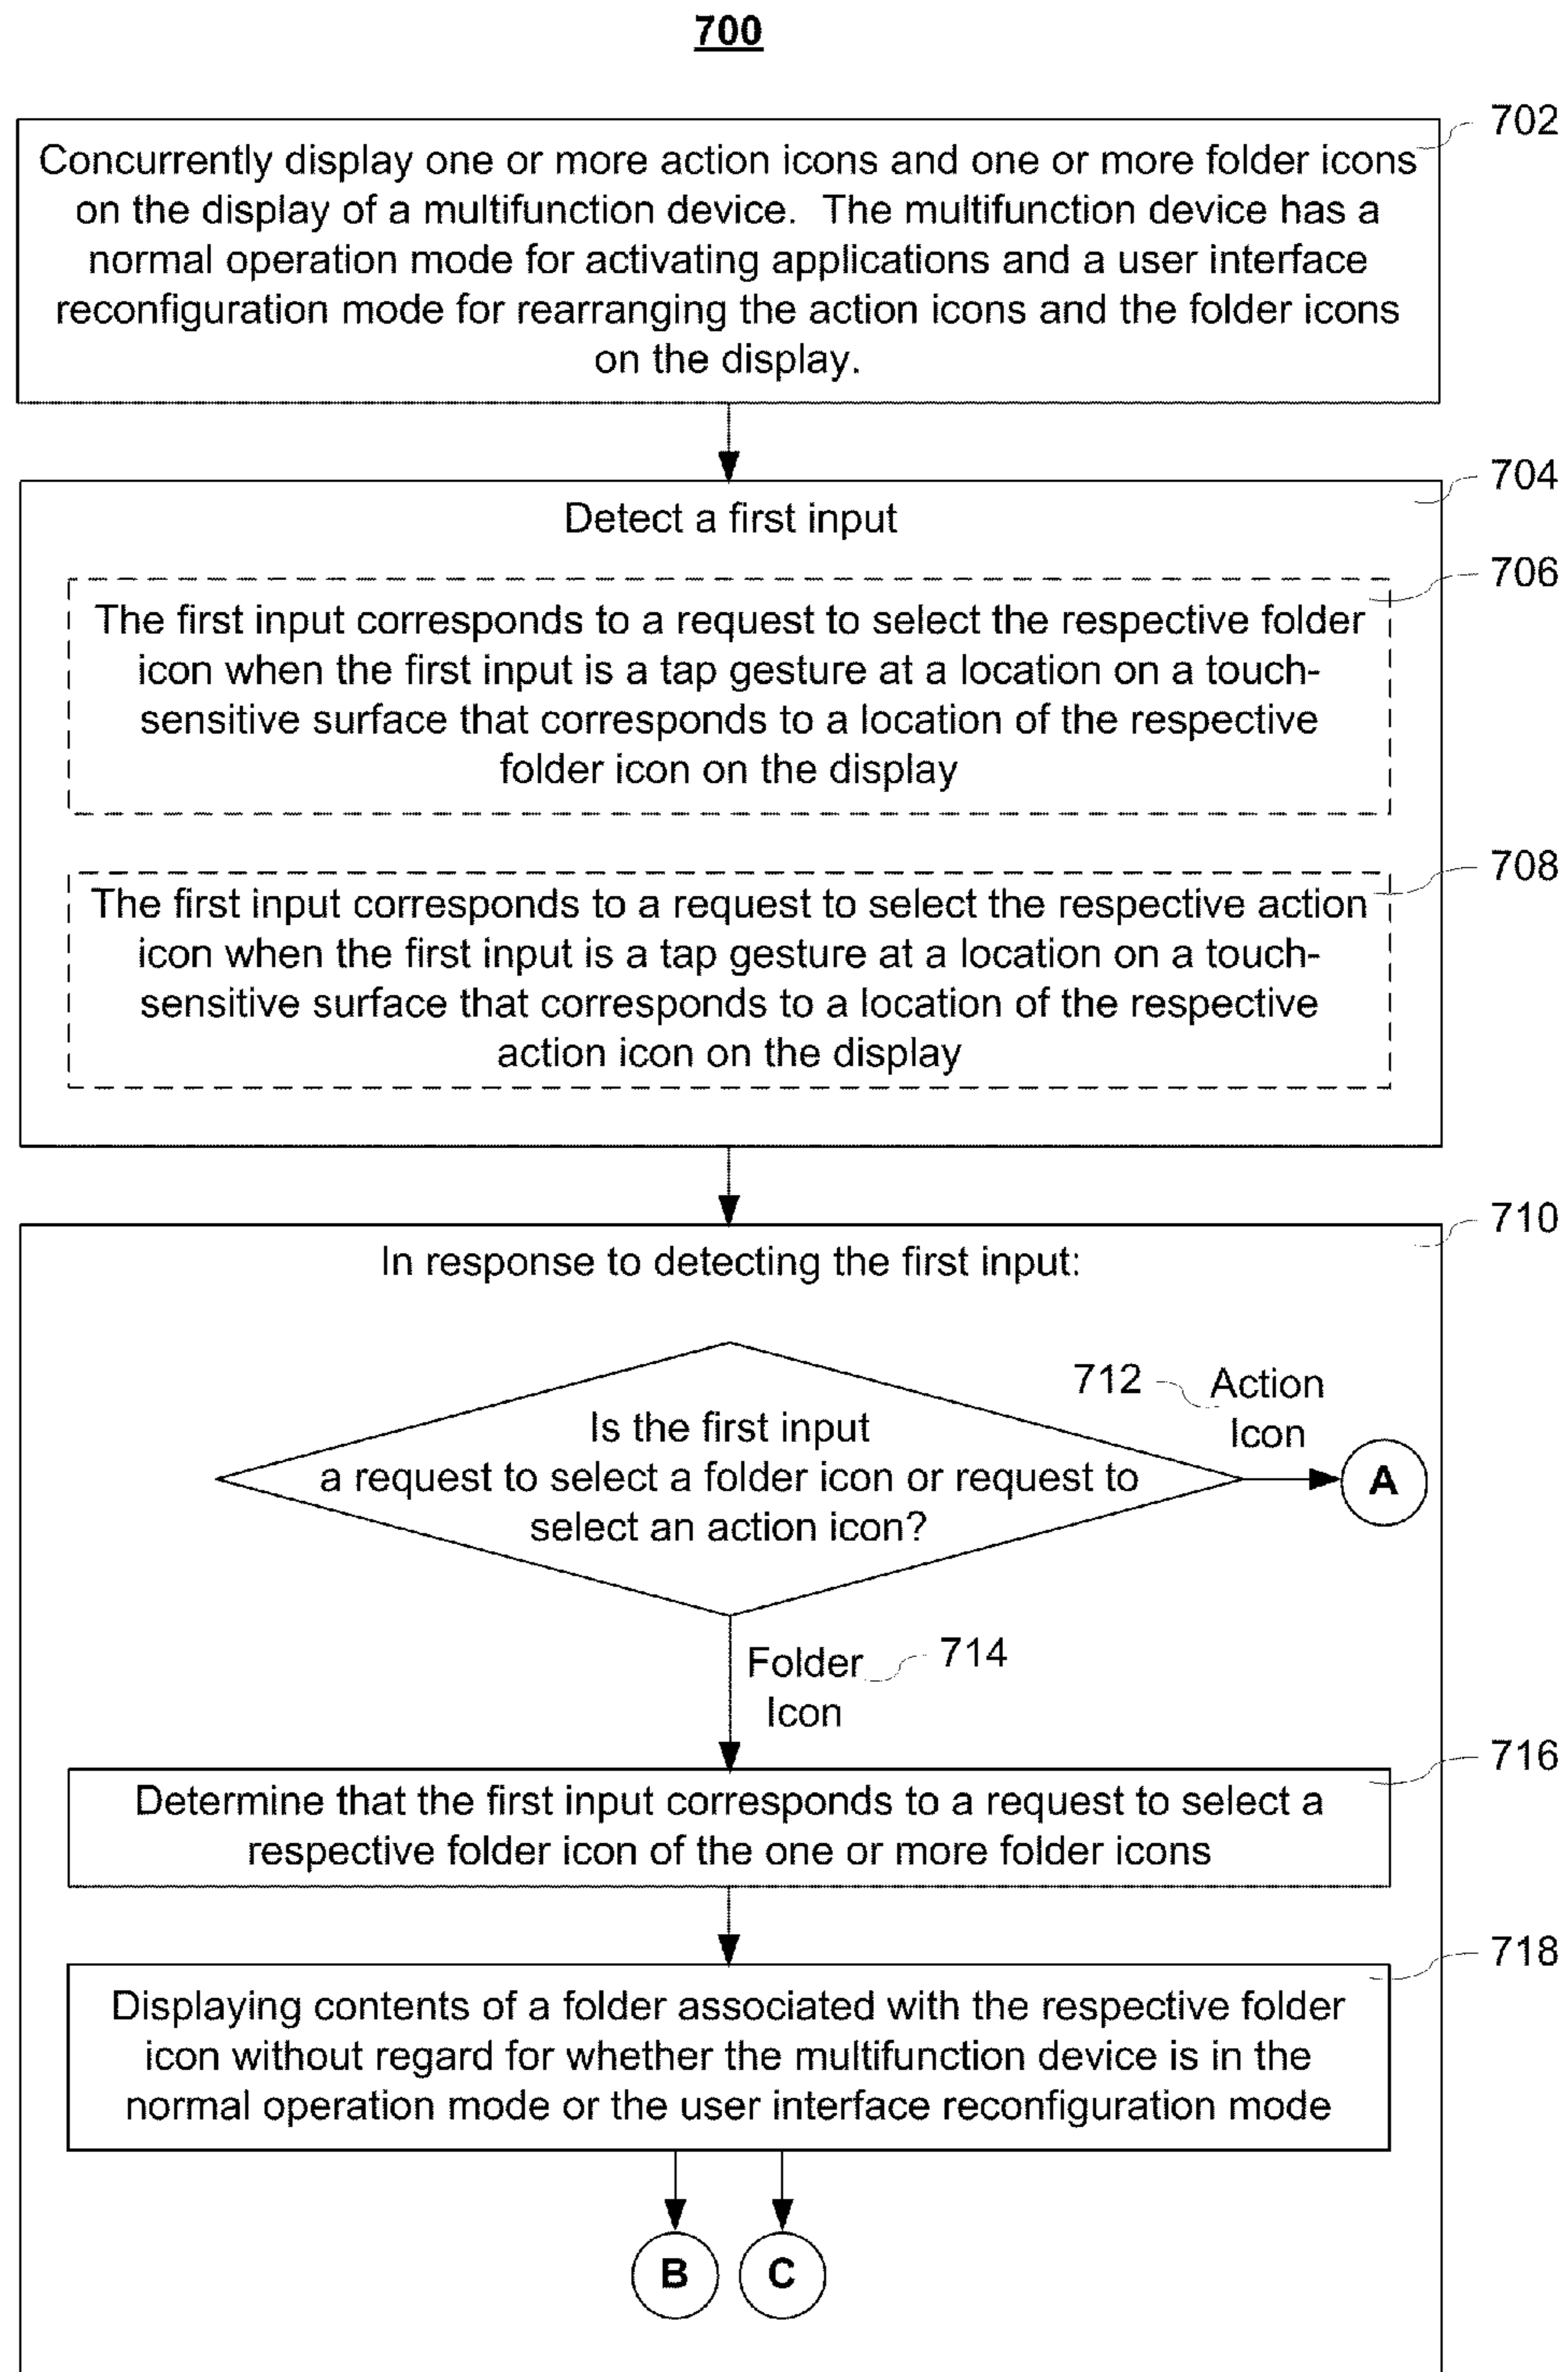 700
702
Concurrently display one or more action icons and one or more folder icons
on the display of a multifunction device. The multifunction device has a
normal operation mode for activating applications and a user interface
reconfiguration mode for rearranging the action icons and the folder icons
on the display.
704
Detect a first input
706
The first input corresponds to a request to select the respective folder
icon when the first input is a tap gesture at a location on a touch-
sensitive surface that corresponds to a location of the respective
folder icon on the display
708
The first input corresponds to a request to select the respective action
icon when the first input is a tap gesture at a location on a touch-
sensitive surface that corresponds to a location of the respective
action icon on the display
710
In response to detecting the first input:
712
Action
Icon
Is the first input
a request to select a folder icon or request to
select an action icon?
A
Folder
Icon
714
716
Determine that the first input corresponds to a request to select a
respective folder icon of the one or more folder icons
718
Displaying contents of a folder associated with the respective folder
icon without regard for whether the multifunction device is in the
normal operation mode or the user interface reconfiguration mode
B
C